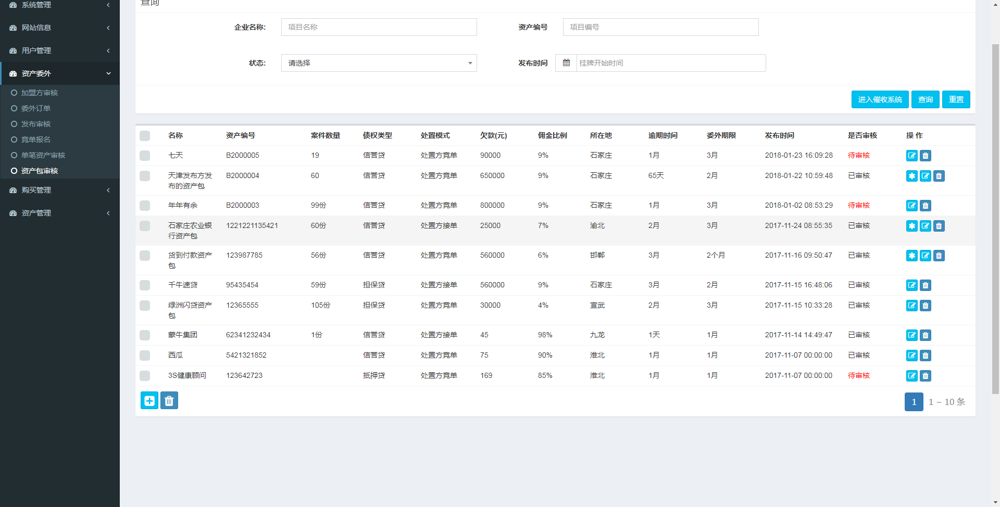 系统管理
网站信息
用户管理
资产委外
加盟方审核
委外订单
发布审核
竞单报名
单笔资产审核
资产包审核
购买管理
资产管理
查询
企业名称: 项目名称 资产编号 项目编号
状态: 请选择 发布时间 挂牌开始时间
进入催收系统 查询 重置
名称 资产编号 案件数量 债权类型 处置模式 欠款(元) 佣金比例 所在地 逾期时间 委外期限 发布时间 是否审核 操 作
七天 B2000005 19 信誉贷 处置方竞单 90000 9% 石家庄 1月 3月 2018-01-23 16:09:28 待审核
天津发布方发 B2000004 60 信誉贷 处置方竞单 650000 9% 石家庄 65天 2月 2018-01-22 10:59:48 已审核
布的资产包
年年有余 B2000003 99份 信誉贷 处置方竞单 800000 9% 石家庄 1月 3月 2018-01-02 08:53:29 待审核
石家庄农业银 1221221135421 60份 信誉贷 处置方接单 25000 7% 渝北 2月 3月 2017-11-24 08:55:35 已审核
行资产包
货到付款资产 123987785 56份 信誉贷 处置方竞单 560000 6% 邯郸 3月 2个月 2017-11-16 09:50:47 已审核
包
千牛速贷 95435454 59份 担保贷 处置方接单 560000 9% 石家庄 3月 2月 2017-11-15 16:48:06 已审核
绿洲闪贷资产 12365555 105份 担保贷 处置方竞单 30000 4% 宣武 2月 3月 2017-11-15 10:33:28 已审核
包
蒙牛集团 62341232434 1份 信誉贷 处置方接单 45 98% 九龙 1天 1月 2017-11-14 14:49:47 已审核
西瓜 5421321852 信誉贷 处置方竞单 75 90% 淮北 1月 1月 2017-11-07 00:00:00 已审核
3S健康顾问 123642723 抵押贷 处置方竞单 169 85% 淮北 1月 1月 2017-11-07 00:00:00 待审核
1 1 ~ 10 条